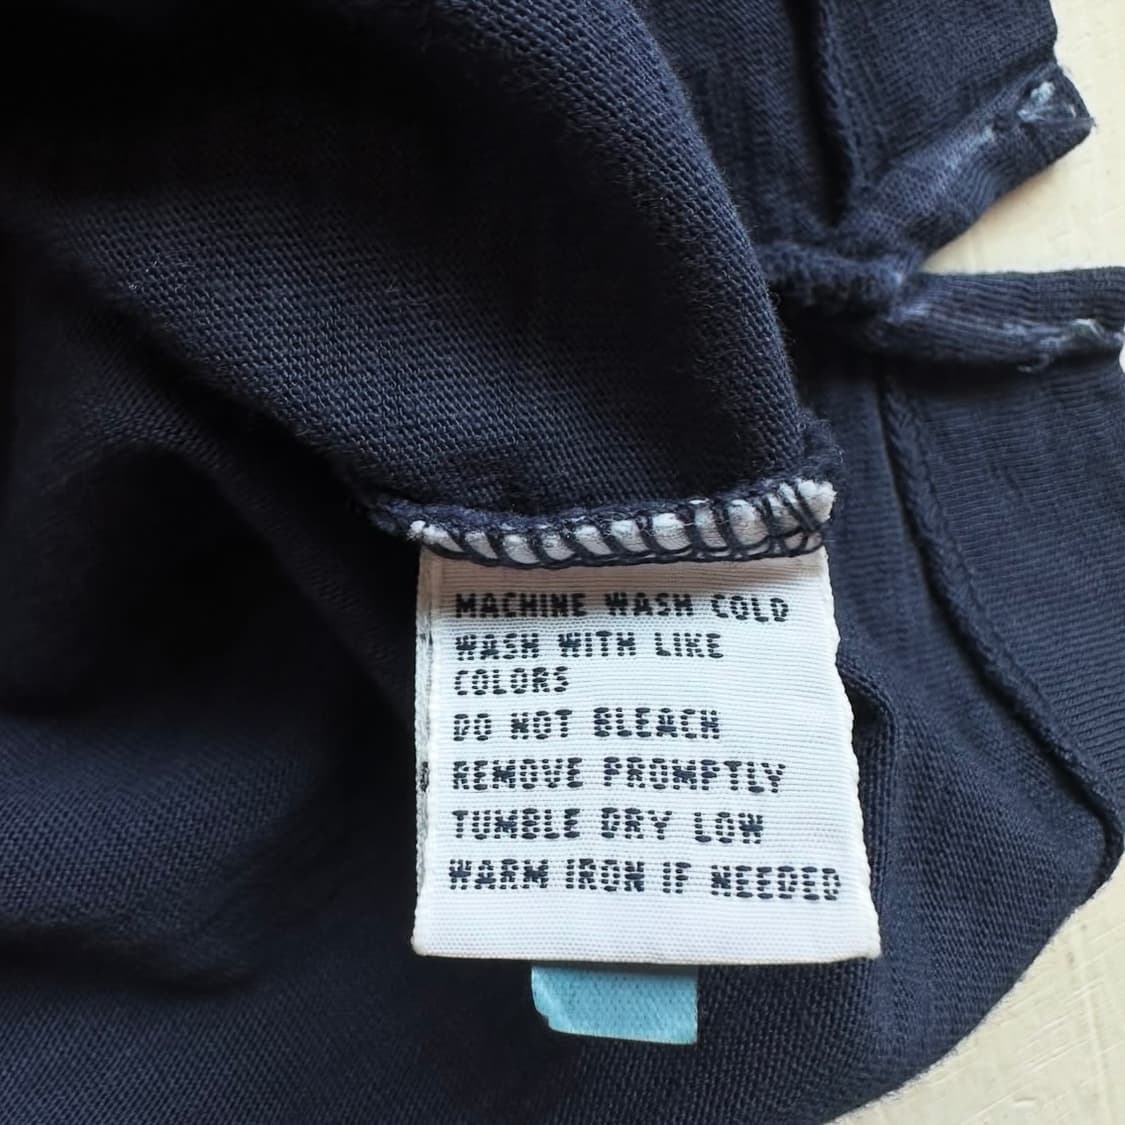 MACHINE WASH COLD
WASH WITH LIKE
COLORS
DO NOT BLEACH
REMOVE PROMPTLY
TUMBLE DRY LOW
WARM IRON IF NEEDED